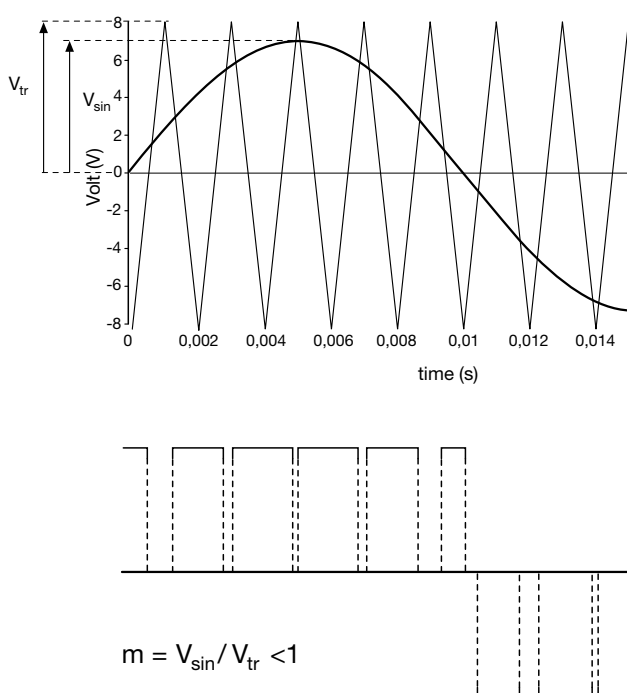 8
6
4
2
0
-2
-4
-6
-8
V_tr
V_sin
Volt (V)
0 0,002 0,004 0,006 0,008 0,01 0,012 0,014
time (s)
m = V_sin / V_tr <1